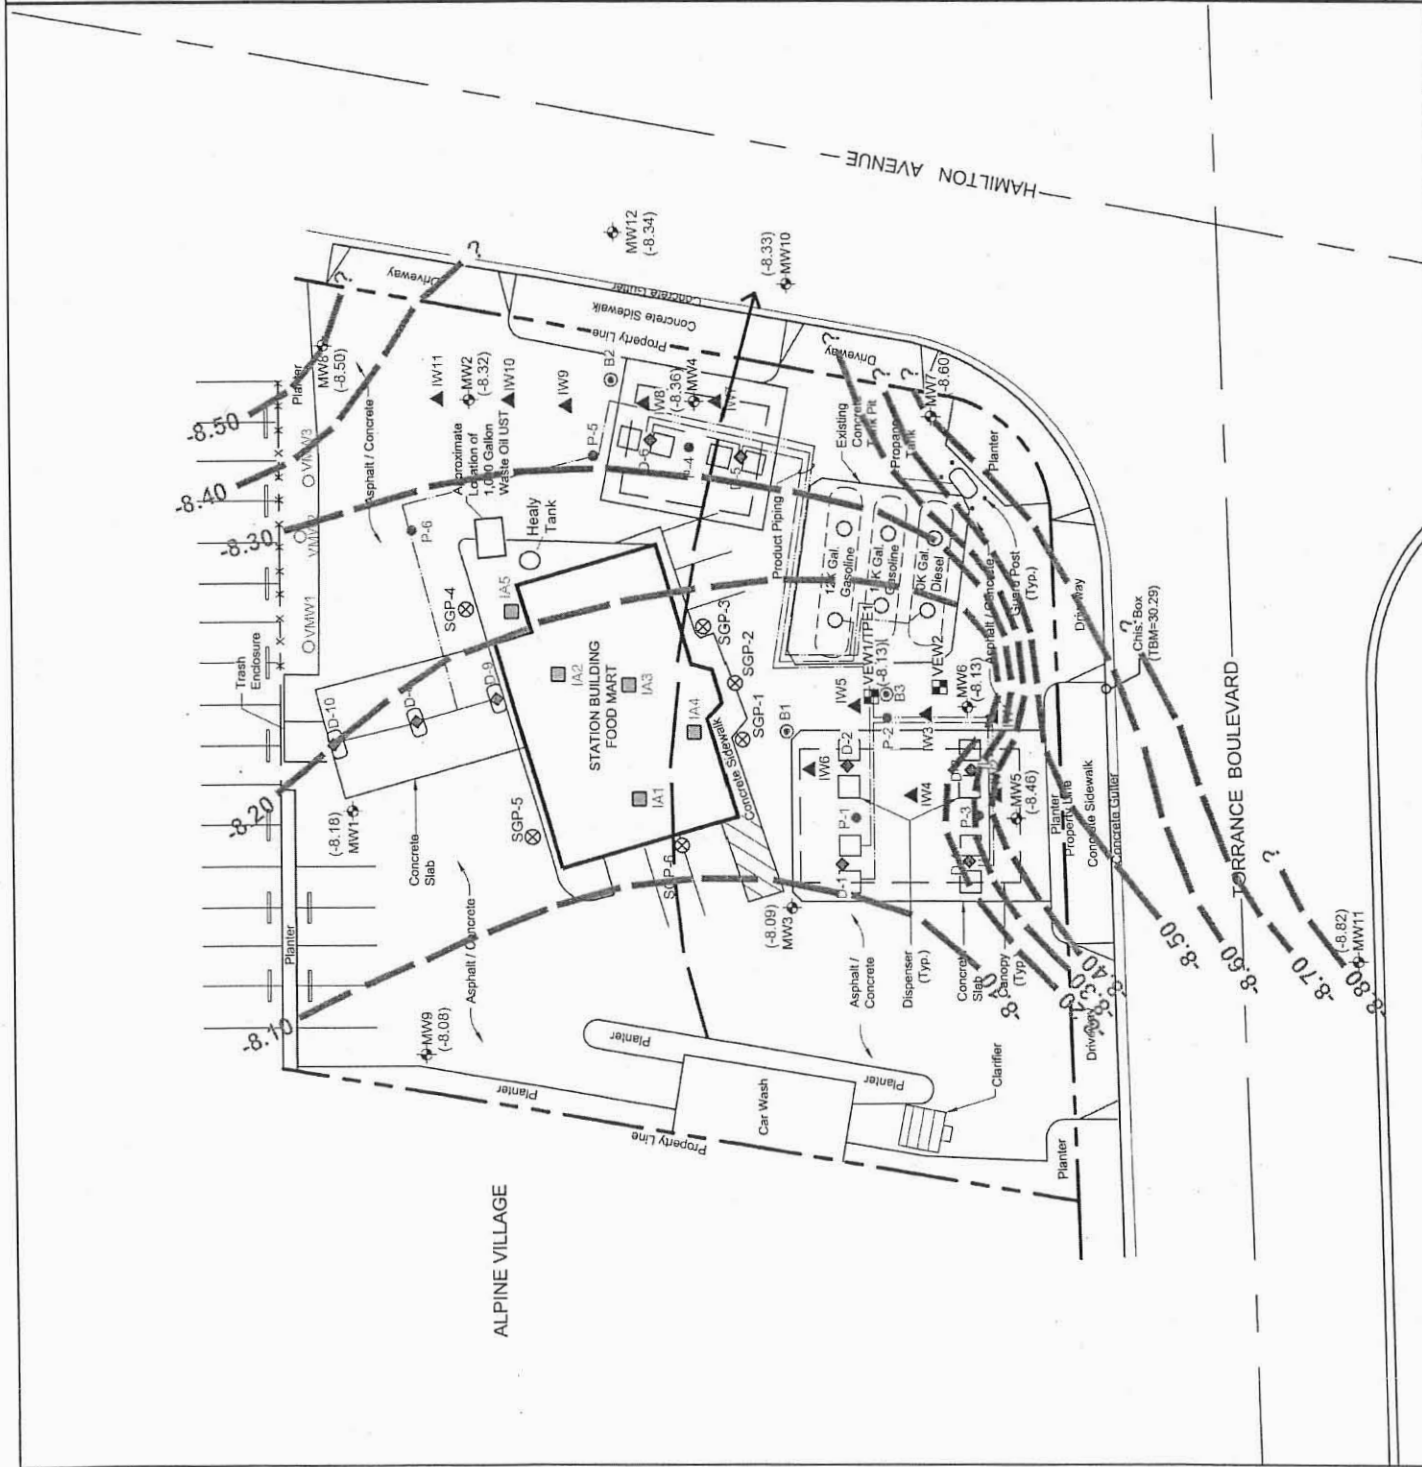 HAMILTON AVENUE
TORRANCE BOULEVARD
ALPINE VILLAGE
MW12
(-8.34)
(-8.33)
MW10
Driveway
?
?
Concrete Gutter
Concrete Sidewalk
Property Line
Planter
MW8
(-8.50)
-8.50
-8.40
-8.30
-8.20
-8.10
VMW3
VMW1
Asphalt / Concrete
IW11
MW2
(-8.32)
IW10
IW9
B2
P-5
IW8
(-8.36)
MW4
D-6
P-4
D-5
Approximate
Location of
1,000 Gallon
Waste Oil UST
Healy
Tank
P-6
SGP-4
IA5
IA2
IA3
IA4
IA1
STATION BUILDING
FOOD MART
SGP-3
SGP-2
SGP-1
SGP-5
SGP-6
Concrete Sidewalk
D-9
D-10
Trash
Enclosure
(-8.18)
MW1
Concrete
Slab
Asphalt / Concrete
Planter
MW9
(-8.08)
Planter
Property Line
Planter
Planter
Car Wash
Clarifier
(-8.09)
MW3
B1
Product Piping
Existing
Concrete
Tank Pit
Propane
Tank
Driveway
?
?
?
MW7
(-8.60)
Planter
Gasoline
Gasoline
Diesel
Asphalt / Concrete
Guard Post
(Typ.)
VEW1/TPE1
(-8.13)
IW5
B3
VEW2
MW6
(-8.13)
P-2
IW3
D-2
IW6
IW4
P-1
D-1
P-3
MW5
(-8.46)
Asphalt /
Concrete
Dispenser
(Typ.)
Concrete
Slab
Canopy
(Typ.)
Driveway
Planter
Property Line
Concrete Sidewalk
Concrete Gutter
Driveway
?
Chis. Box
(TBM=30.29)
-8.50
-8.60
-8.70
-8.80
?
(-8.82)
MW11
Planter